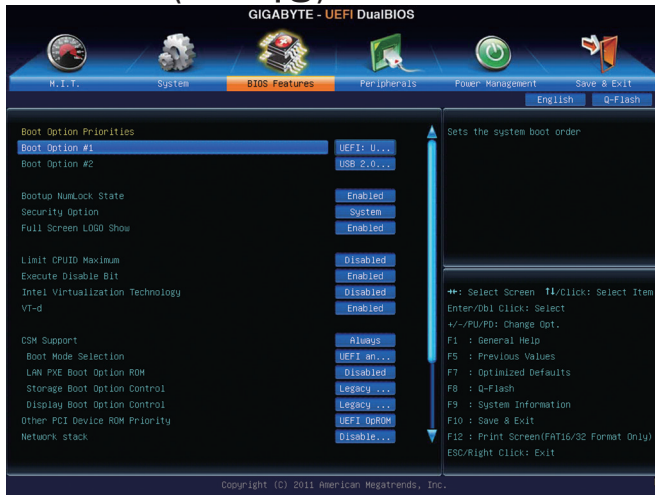 GIGABYTE - UEFI DualBIOS
M.I.T. System BIOS Features Peripherals Power Management Save & Exit
English Q-Flash
Boot Option Priorities
Boot Option #1 UEFI: U...
Boot Option #2 USB 2.0...
Bootup NumLock State Enabled
Security Option System
Full Screen LOGO Show Enabled
Limit CPUID Maximum Disabled
Execute Disable Bit Enabled
Intel Virtualization Technology Disabled
VT-d Enabled
CSM Support Always
Boot Mode Selection UEFI an...
LAN PXE Boot Option ROM Disabled
Storage Boot Option Control Legacy ...
Display Boot Option Control Legacy ...
Other PCI Device ROM Priority UEFI OpROM
Network stack Disable...
Sets the system boot order
→←: Select Screen ↑↓/Click: Select Item
Enter/Dbl Click: Select
+/-/PU/PD: Change Opt.
F1 : General Help
F5 : Previous Values
F7 : Optimized Defaults
F8 : Q-Flash
F9 : System Information
F10 : Save & Exit
F12 : Print Screen(FAT16/32 Format Only)
ESC/Right Click: Exit
Copyright (C) 2011 American Megatrends, Inc.